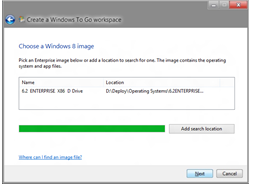 Create a Windows To Go workspace
Choose a Windows 8 image
Pick an Enterprise image below or add a location to search for one. The image contains the operating
system and app files.
Name Location
6.2 ENTERPRISE X86 D Drive D:\Deploy\Operating Systems\6.2ENTERPRISE...
Add search location
Where can I find an image file?
Next Cancel